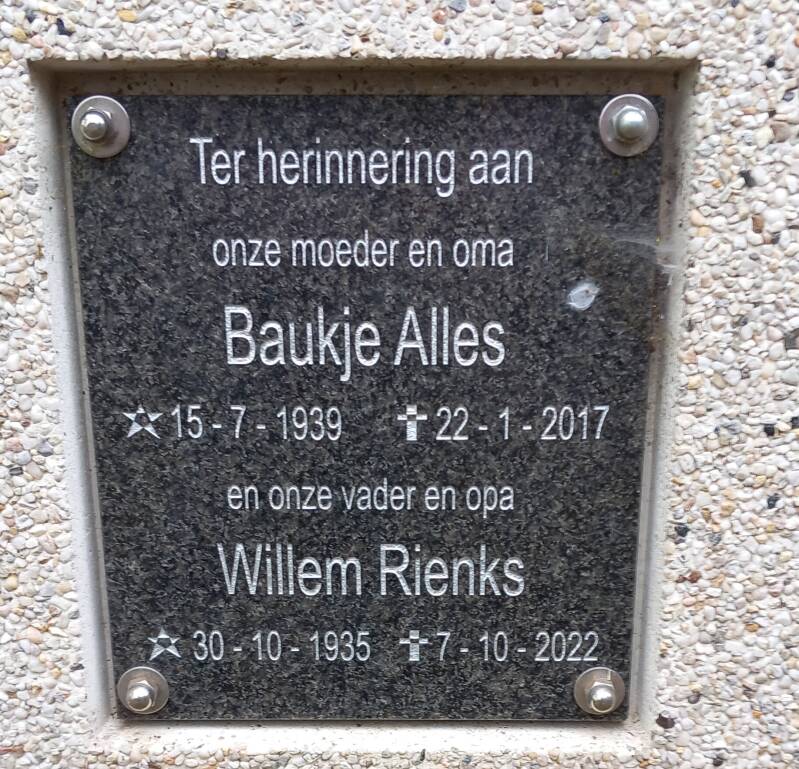 Ter herinnering aan
onze moeder en oma
Baukje Alles
15 - 7 - 1939 22 - 1 - 2017
en onze vader en opa
Willem Rienks
30 - 10 - 1935 7 - 10 - 2022